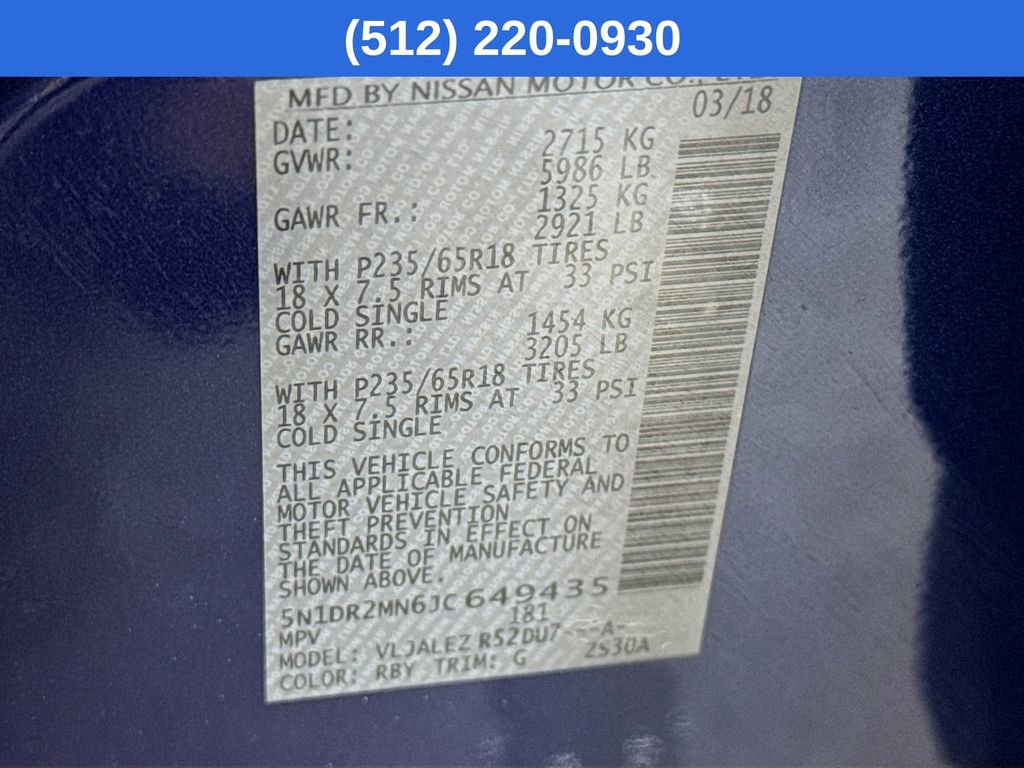 (512) 220-0930
MFD BY NISSAN MOTOR CO.,
DATE: 03/18
GVWR: 2715 KG
5986 LB
GAWR FR.: 1325 KG
2921 LB
WITH P235/65R18 TIRES
18 X 7.5 RIMS AT 33 PSI
COLD SINGLE
GAWR RR.: 1454 KG
3205 LB
WITH P235/65R18 TIRES
18 X 7.5 RIMS AT 33 PSI
COLD SINGLE
THIS VEHICLE CONFORMS TO
ALL APPLICABLE FEDERAL
MOTOR VEHICLE SAFETY AND
THEFT PREVENTION
STANDARDS IN EFFECT ON
THE DATE OF MANUFACTURE
SHOWN ABOVE.
5N1DR2MN6JC649435
MPV 181
MODEL: VLJALEZ R52DU7---A-
COLOR: RBY TRIM: G ZS30A